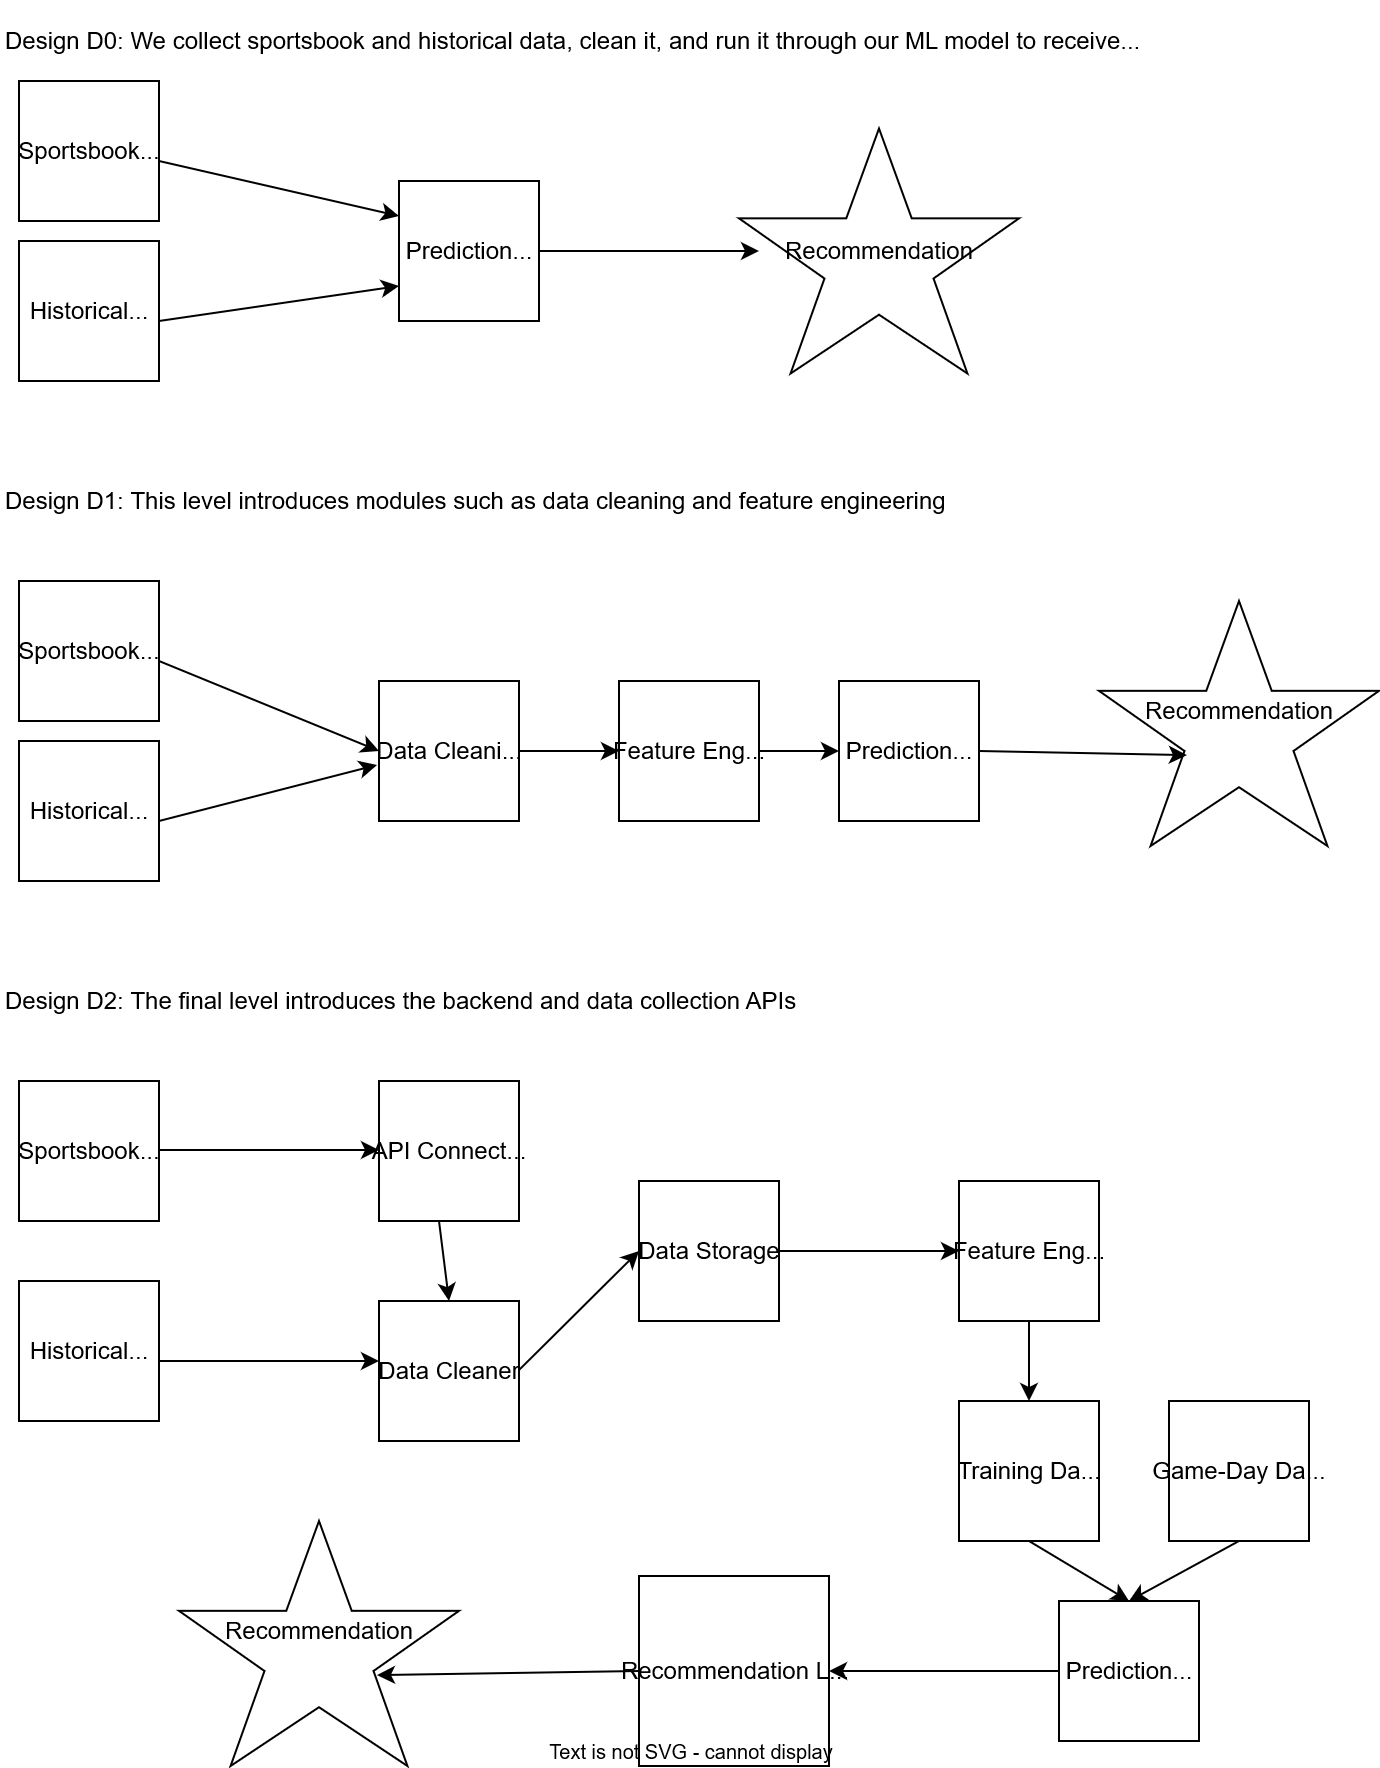 Design D0: We collect sportsbook and historical data, clean it, and run it through our ML model to receive...
Sportsbook...
Historical...
Prediction...
Recommendation
Design D1: This level introduces modules such as data cleaning and feature engineering
Sportsbook...
Historical...
Data Cleani...
Feature Eng...
Prediction...
Recommendation
Design D2: The final level introduces the backend and data collection APIs
Sportsbook...
API Connect...
Historical...
Data Cleaner
Data Storage
Feature Eng...
Training Da...
Game-Day Da...
Prediction...
Recommendation L...
Recommendation
Text is not SVG - cannot display